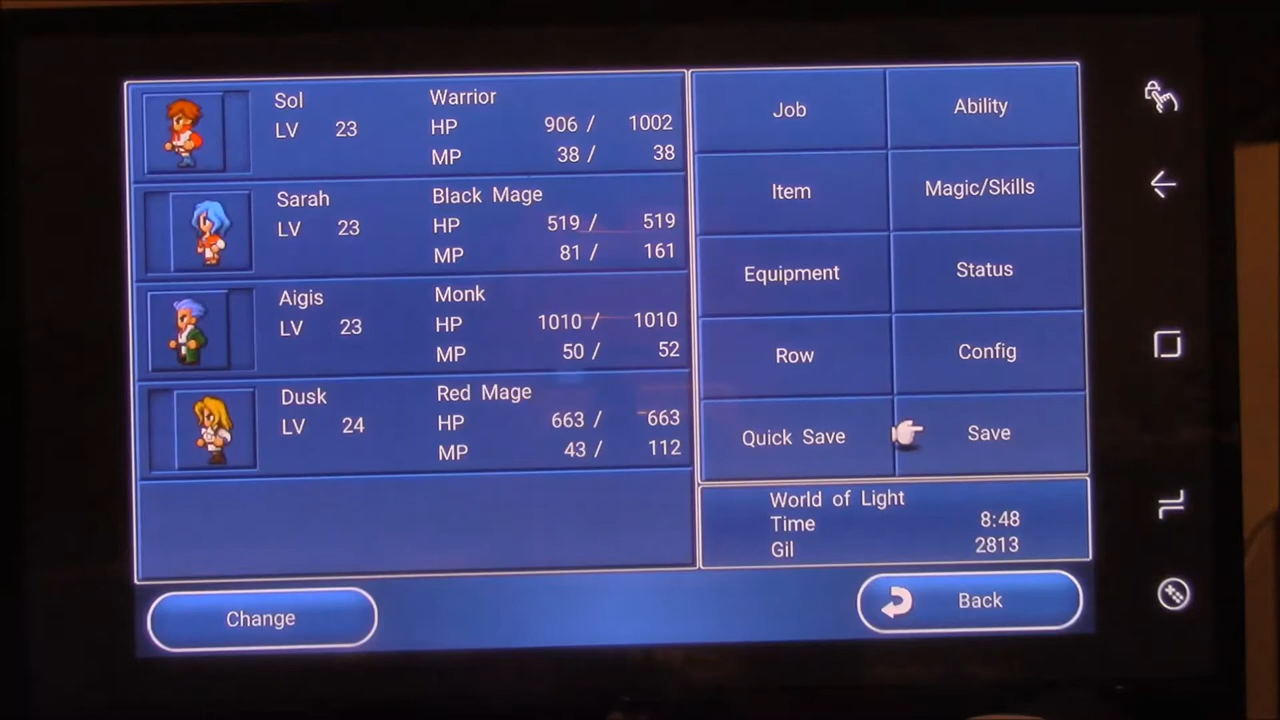 Sol Warrior
LV 23 HP 906 / 1002
MP 38 / 38
Sarah Black Mage
LV 23 HP 519 / 519
MP 81 / 161
Aigis Monk
LV 23 HP 1010 / 1010
MP 50 / 52
Dusk Red Mage
LV 24 HP 663 / 663
MP 43 / 112
Job Ability
Item Magic/Skills
Equipment Status
Row Config
Quick Save Save
World of Light
Time 8:48
Gil 2813
Change Back